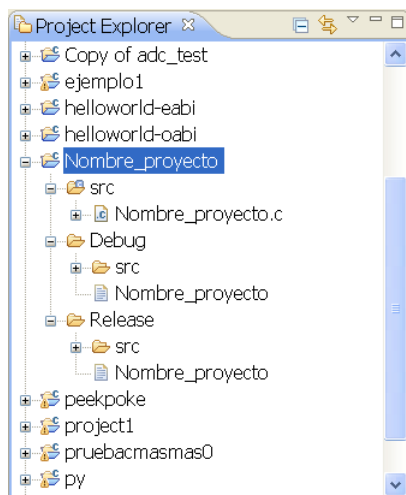 Project Explorer
Copy of adc_test
ejemplo1
helloworld-eabi
helloworld-oabi
Nombre_proyecto
src
Nombre_proyecto.c
Debug
src
Nombre_proyecto
Release
src
Nombre_proyecto
peekpoke
project1
pruebacmasmas0
py